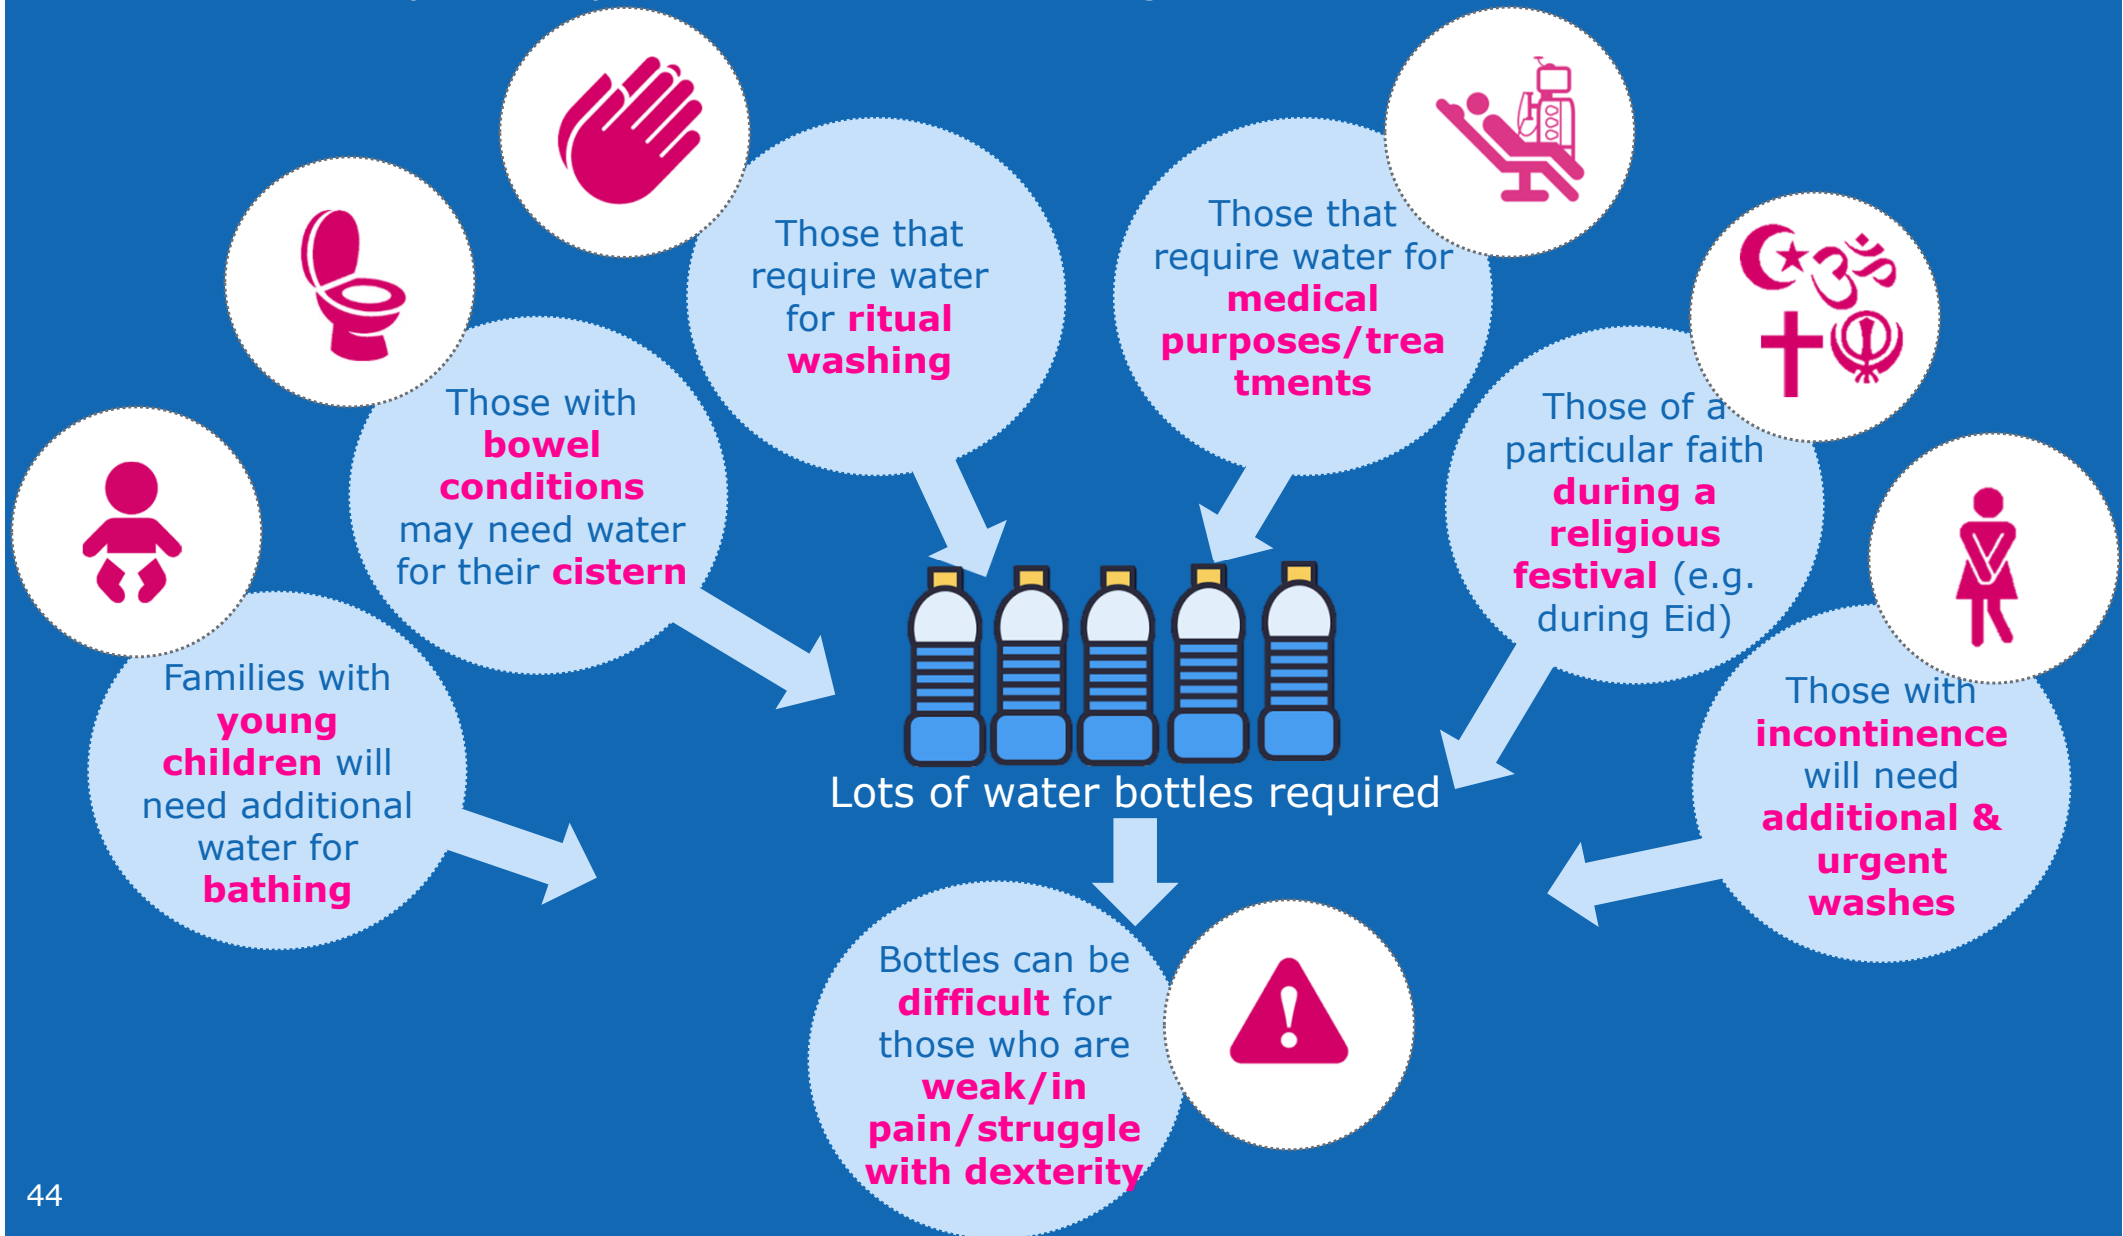 Those that
require water
for ritual
washing
Those that
require water for
medical
purposes/trea
tments
Those with
bowel
conditions
may need water
for their cistern
Those of a
particular faith
during a
religious
festival (e.g.
during Eid)
Families with
young
children will
need additional
water for
bathing
Those with
incontinence
will need
additional &
urgent
washes
Lots of water bottles required
Bottles can be
difficult for
those who are
weak/in
pain/struggle
with dexterity
44